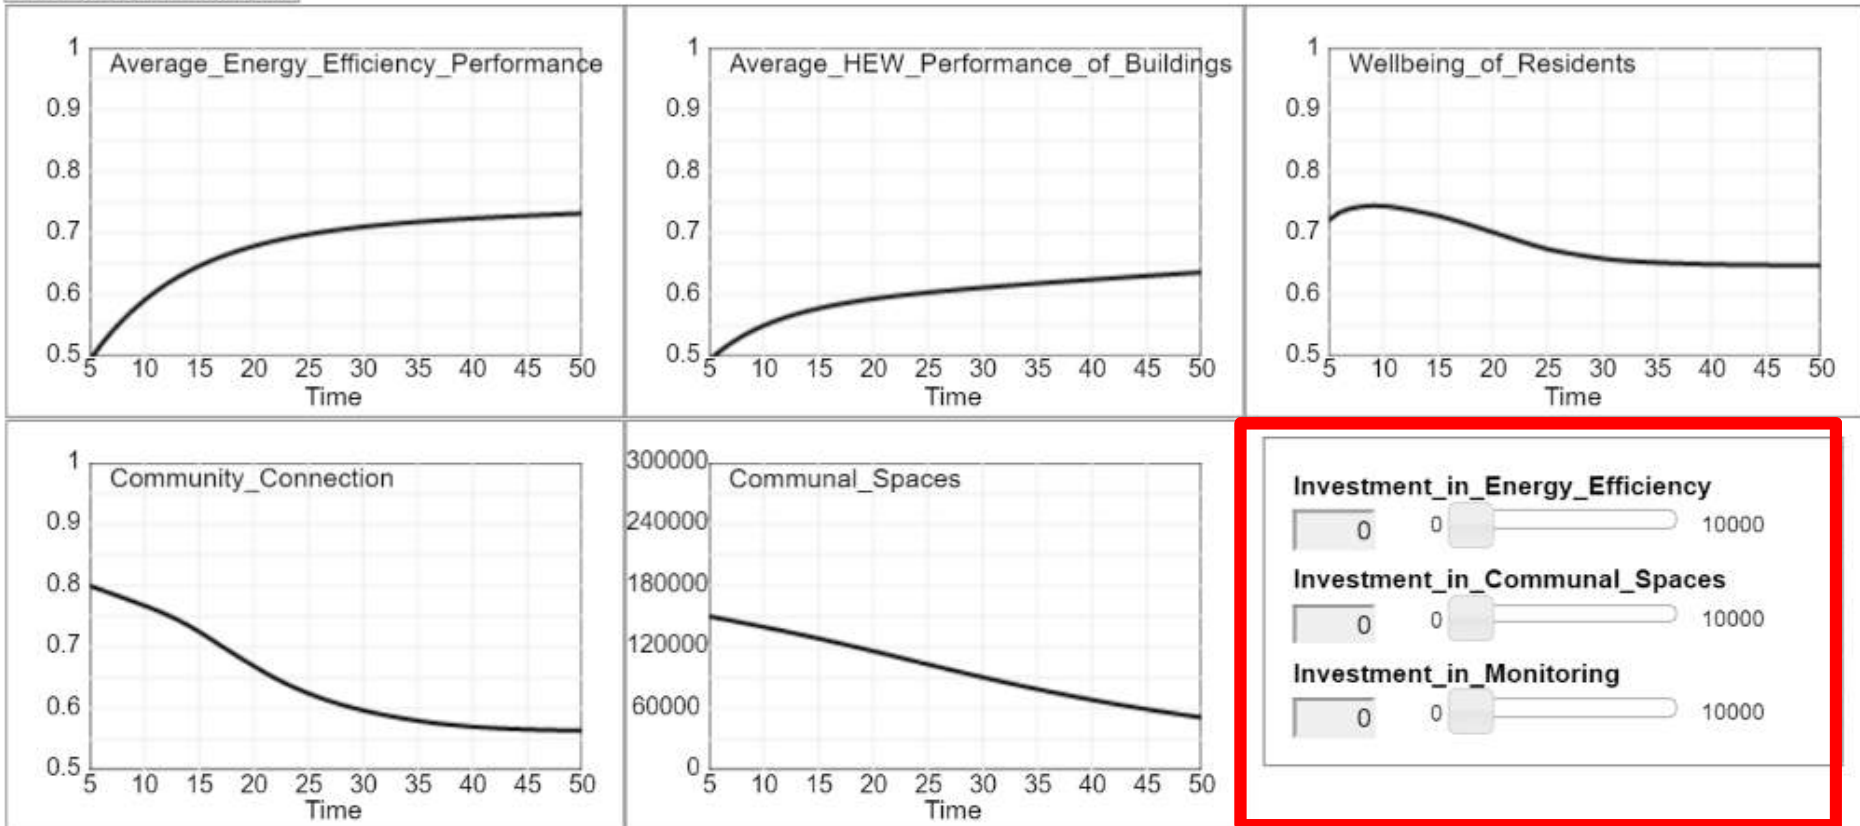 Average_Energy_Efficiency_Performance
1
0.9
0.8
0.7
0.6
0.5
5 10 15 20 25 30 35 40 45 50
Time
Average_HEW_Performance_of_Buildings
1
0.9
0.8
0.7
0.6
0.5
5 10 15 20 25 30 35 40 45 50
Time
Wellbeing_of_Residents
1
0.9
0.8
0.7
0.6
0.5
5 10 15 20 25 30 35 40 45 50
Time
Community_Connection
1
0.9
0.8
0.7
0.6
0.5
5 10 15 20 25 30 35 40 45 50
Time
Communal_Spaces
300000
240000
180000
120000
60000
0
5 10 15 20 25 30 35 40 45 50
Time
Investment_in_Energy_Efficiency
0 0 10000
Investment_in_Communal_Spaces
0 0 10000
Investment_in_Monitoring
0 0 10000